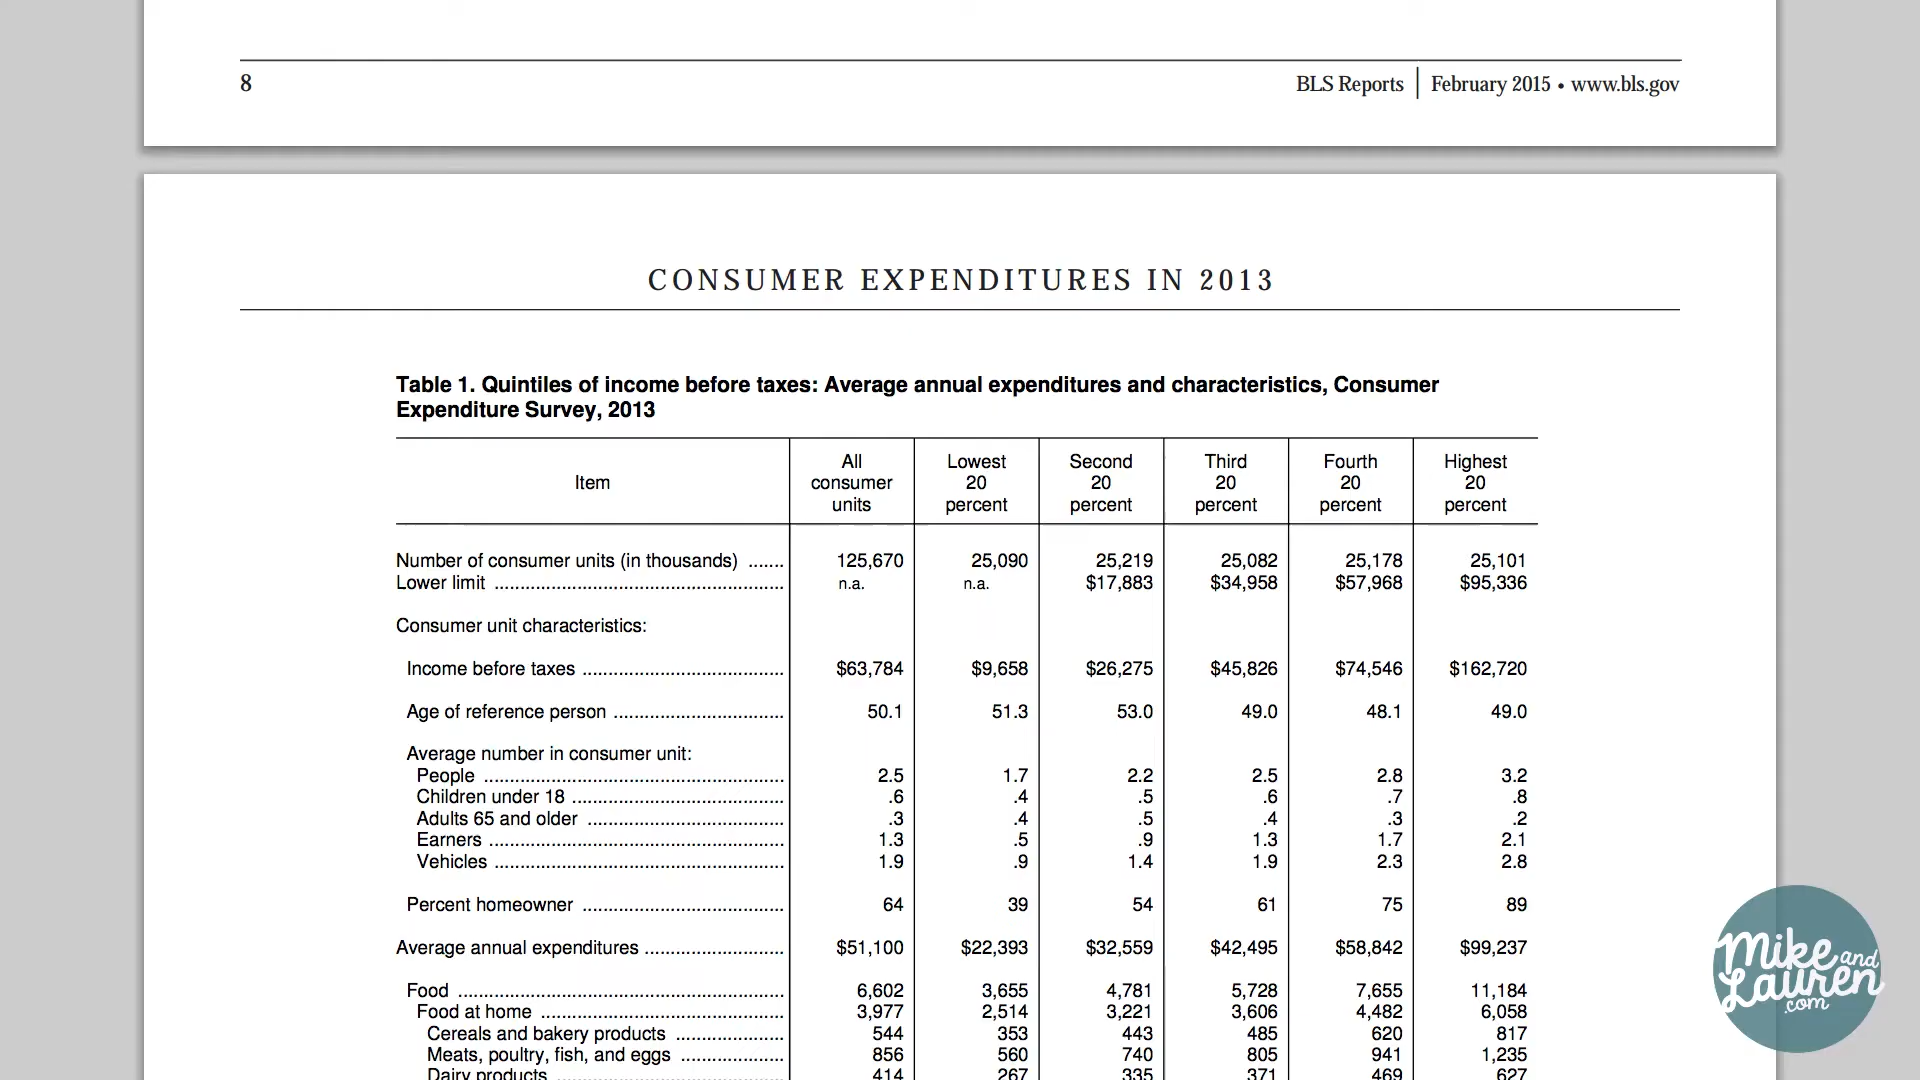 8 BLS Reports | February 2015 • www.bls.gov
CONSUMER EXPENDITURES IN 2013
Table 1. Quintiles of income before taxes: Average annual expenditures and characteristics, Consumer
Expenditure Survey, 2013
Item
All consumer units
Lowest 20 percent
Second 20 percent
Third 20 percent
Fourth 20 percent
Highest 20 percent
Number of consumer units (in thousands) ....... 125,670 25,090 25,219 25,082 25,178 25,101
Lower limit ........................................................ n.a. n.a. $17,883 $34,958 $57,968 $95,336
Consumer unit characteristics:
Income before taxes ....................................... $63,784 $9,658 $26,275 $45,826 $74,546 $162,720
Age of reference person ................................. 50.1 51.3 53.0 49.0 48.1 49.0
Average number in consumer unit:
People .......................................................... 2.5 1.7 2.2 2.5 2.8 3.2
Children under 18 ......................................... .6 .4 .5 .6 .7 .8
Adults 65 and older ...................................... .3 .4 .5 .4 .3 .2
Earners ......................................................... 1.3 .5 .9 1.3 1.7 2.1
Vehicles ........................................................ 1.9 .9 1.4 1.9 2.3 2.8
Percent homeowner ....................................... 64 39 54 61 75 89
Average annual expenditures ........................... $51,100 $22,393 $32,559 $42,495 $58,842 $99,237
Food ............................................................... 6,602 3,655 4,781 5,728 7,655 11,184
Food at home ............................................... 3,977 2,514 3,221 3,606 4,482 6,058
Cereals and bakery products ..................... 544 353 443 485 620 817
Meats, poultry, fish, and eggs .................... 856 560 740 805 941 1,235
Dairy products ............................................ 414 267 335 371 469 627
Mike and
Lauren
.com